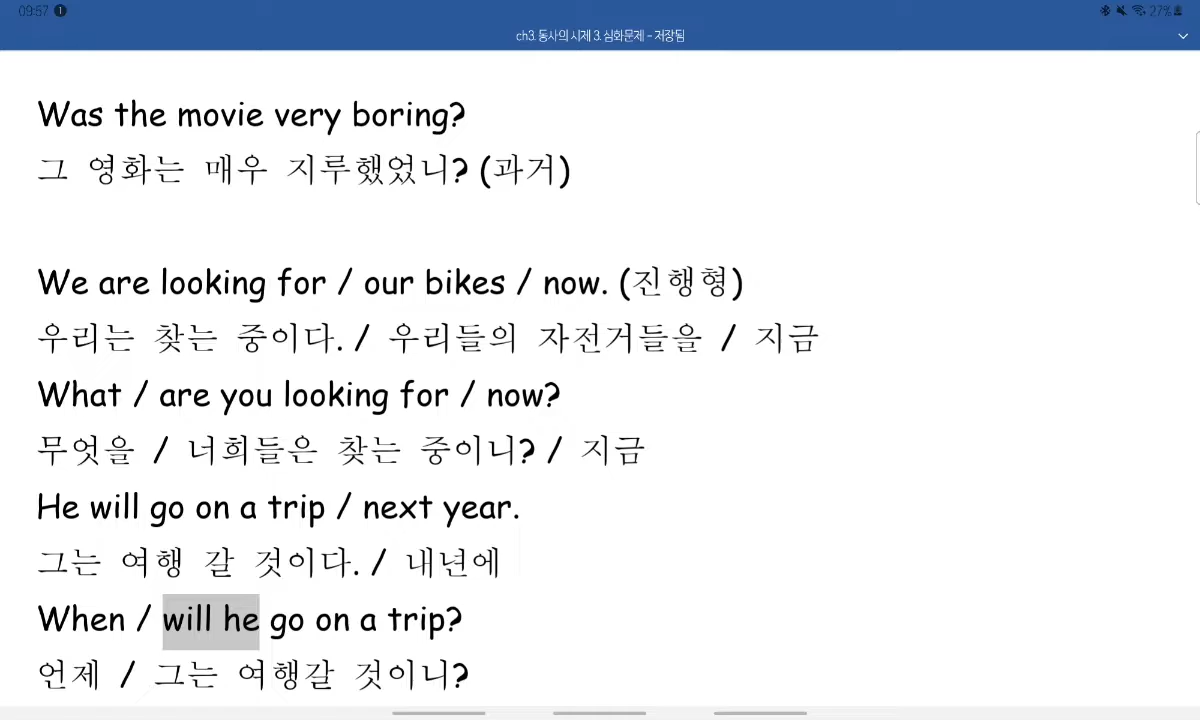 09:57 1
27%
ch3. 동사의 시제 3. 심화문제 - 저장됨
Was the movie very boring?
그 영화는 매우 지루했었니? (과거)
We are looking for / our bikes / now. (진행형)
우리는 찾는 중이다. / 우리들의 자전거들을 / 지금
What / are you looking for / now?
무엇을 / 너희들은 찾는 중이니? / 지금
He will go on a trip / next year.
그는 여행 갈 것이다. / 내년에
When / will he go on a trip?
언제 / 그는 여행갈 것이니?